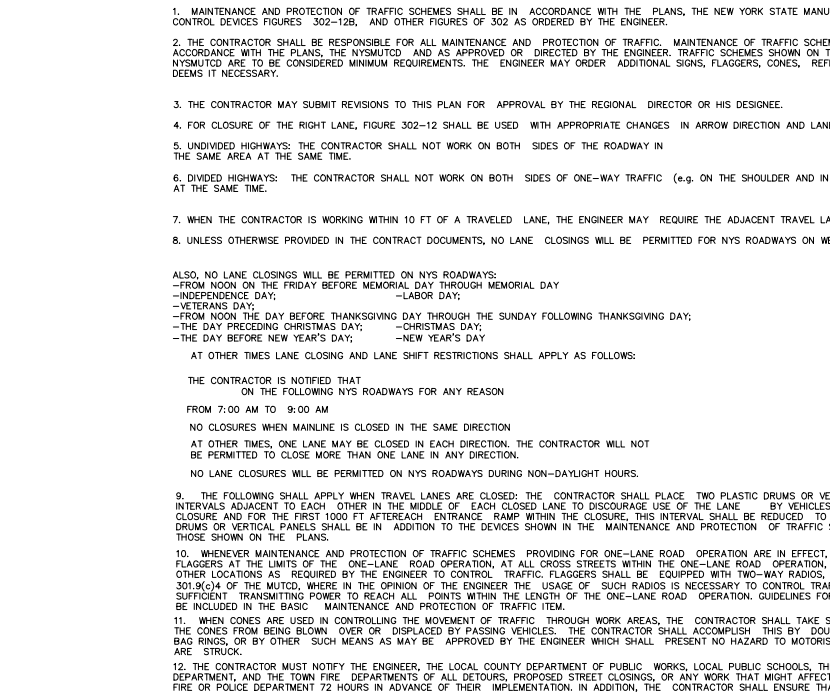 1. MAINTENANCE AND PROTECTION OF TRAFFIC SCHEMES SHALL BE IN ACCORDANCE WITH THE PLANS, THE NEW YORK STATE MANU
CONTROL DEVICES FIGURES 302-12B, AND OTHER FIGURES OF 302 AS ORDERED BY THE ENGINEER.
2. THE CONTRACTOR SHALL BE RESPONSIBLE FOR ALL MAINTENANCE AND PROTECTION OF TRAFFIC. MAINTENANCE OF TRAFFIC SCHEM
ACCORDANCE WITH THE PLANS, THE NYSMUTCD AND AS APPROVED OR DIRECTED BY THE ENGINEER. TRAFFIC SCHEMES SHOWN ON T
NYSMUTCD ARE TO BE CONSIDERED MINIMUM REQUIREMENTS. THE ENGINEER MAY ORDER ADDITIONAL SIGNS, FLAGGERS, CONES, REF
DEEMS IT NECESSARY.
3. THE CONTRACTOR MAY SUBMIT REVISIONS TO THIS PLAN FOR APPROVAL BY THE REGIONAL DIRECTOR OR HIS DESIGNEE.
4. FOR CLOSURE OF THE RIGHT LANE, FIGURE 302-12 SHALL BE USED WITH APPROPRIATE CHANGES IN ARROW DIRECTION AND LAN
5. UNDIVIDED HIGHWAYS: THE CONTRACTOR SHALL NOT WORK ON BOTH SIDES OF THE ROADWAY IN
THE SAME AREA AT THE SAME TIME.
6. DIVIDED HIGHWAYS: THE CONTRACTOR SHALL NOT WORK ON BOTH SIDES OF ONE-WAY TRAFFIC (e.g. ON THE SHOULDER AND IN
AT THE SAME TIME.
7. WHEN THE CONTRACTOR IS WORKING WITHIN 10 FT OF A TRAVELED LANE, THE ENGINEER MAY REQUIRE THE ADJACENT TRAVEL LA
8. UNLESS OTHERWISE PROVIDED IN THE CONTRACT DOCUMENTS, NO LANE CLOSINGS WILL BE PERMITTED FOR NYS ROADWAYS ON WE
ALSO, NO LANE CLOSINGS WILL BE PERMITTED ON NYS ROADWAYS:
-FROM NOON ON THE FRIDAY BEFORE MEMORIAL DAY THROUGH MEMORIAL DAY
-INDEPENDENCE DAY; -LABOR DAY;
-VETERANS DAY;
-FROM NOON THE DAY BEFORE THANKSGIVING DAY THROUGH THE SUNDAY FOLLOWING THANKSGIVING DAY;
-THE DAY PRECEDING CHRISTMAS DAY; -CHRISTMAS DAY;
-THE DAY BEFORE NEW YEAR'S DAY; -NEW YEAR'S DAY
AT OTHER TIMES LANE CLOSING AND LANE SHIFT RESTRICTIONS SHALL APPLY AS FOLLOWS:
THE CONTRACTOR IS NOTIFIED THAT
ON THE FOLLOWING NYS ROADWAYS FOR ANY REASON
FROM 7:00 AM TO 9:00 AM
NO CLOSURES WHEN MAINLINE IS CLOSED IN THE SAME DIRECTION
AT OTHER TIMES, ONE LANE MAY BE CLOSED IN EACH DIRECTION. THE CONTRACTOR WILL NOT
BE PERMITTED TO CLOSE MORE THAN ONE LANE IN ANY DIRECTION.
NO LANE CLOSURES WILL BE PERMITTED ON NYS ROADWAYS DURING NON-DAYLIGHT HOURS.
9. THE FOLLOWING SHALL APPLY WHEN TRAVEL LANES ARE CLOSED: THE CONTRACTOR SHALL PLACE TWO PLASTIC DRUMS OR VE
INTERVALS ADJACENT TO EACH OTHER IN THE MIDDLE OF EACH CLOSED LANE TO DISCOURAGE USE OF THE LANE BY VEHICLES
CLOSURE AND FOR THE FIRST 1000 FT AFTEREACH ENTRANCE RAMP WITHIN THE CLOSURE, THIS INTERVAL SHALL BE REDUCED TO
DRUMS OR VERTICAL PANELS SHALL BE IN ADDITION TO THE DEVICES SHOWN IN THE MAINTENANCE AND PROTECTION OF TRAFFIC S
THOSE SHOWN ON THE PLANS.
10. WHENEVER MAINTENANCE AND PROTECTION OF TRAFFIC SCHEMES PROVIDING FOR ONE-LANE ROAD OPERATION ARE IN EFFECT,
FLAGGERS AT THE LIMITS OF THE ONE-LANE ROAD OPERATION, AT ALL CROSS STREETS WITHIN THE ONE-LANE ROAD OPERATION,
OTHER LOCATIONS AS REQUIRED BY THE ENGINEER TO CONTROL TRAFFIC. FLAGGERS SHALL BE EQUIPPED WITH TWO-WAY RADIOS,
301.9(c)4 OF THE MUTCD, WHERE IN THE OPINION OF THE ENGINEER THE USAGE OF SUCH RADIOS IS NECESSARY TO CONTROL TRAF
SUFFICIENT TRANSMITTING POWER TO REACH ALL POINTS WITHIN THE LENGTH OF THE ONE-LANE ROAD OPERATION. GUIDELINES FO
BE INCLUDED IN THE BASIC MAINTENANCE AND PROTECTION OF TRAFFIC ITEM.
11. WHEN CONES ARE USED IN CONTROLLING THE MOVEMENT OF TRAFFIC THROUGH WORK AREAS, THE CONTRACTOR SHALL TAKE S
THE CONES FROM BEING BLOWN OVER OR DISPLACED BY PASSING VEHICLES. THE CONTRACTOR SHALL ACCOMPLISH THIS BY DOU
BAG RINGS, OR BY OTHER SUCH MEANS AS MAY BE APPROVED BY THE ENGINEER WHICH SHALL PRESENT NO HAZARD TO MOTORIS
ARE STRUCK.
12. THE CONTRACTOR MUST NOTIFY THE ENGINEER, THE LOCAL COUNTY DEPARTMENT OF PUBLIC WORKS, LOCAL PUBLIC SCHOOLS, TH
DEPARTMENT, AND THE TOWN FIRE DEPARTMENTS OF ALL DETOURS, PROPOSED STREET CLOSINGS, OR ANY WORK THAT MIGHT AFFECT
FIRE OR POLICE DEPARTMENT 72 HOURS IN ADVANCE OF THEIR IMPLEMENTATION. IN ADDITION, THE CONTRACTOR SHALL ENSURE THA